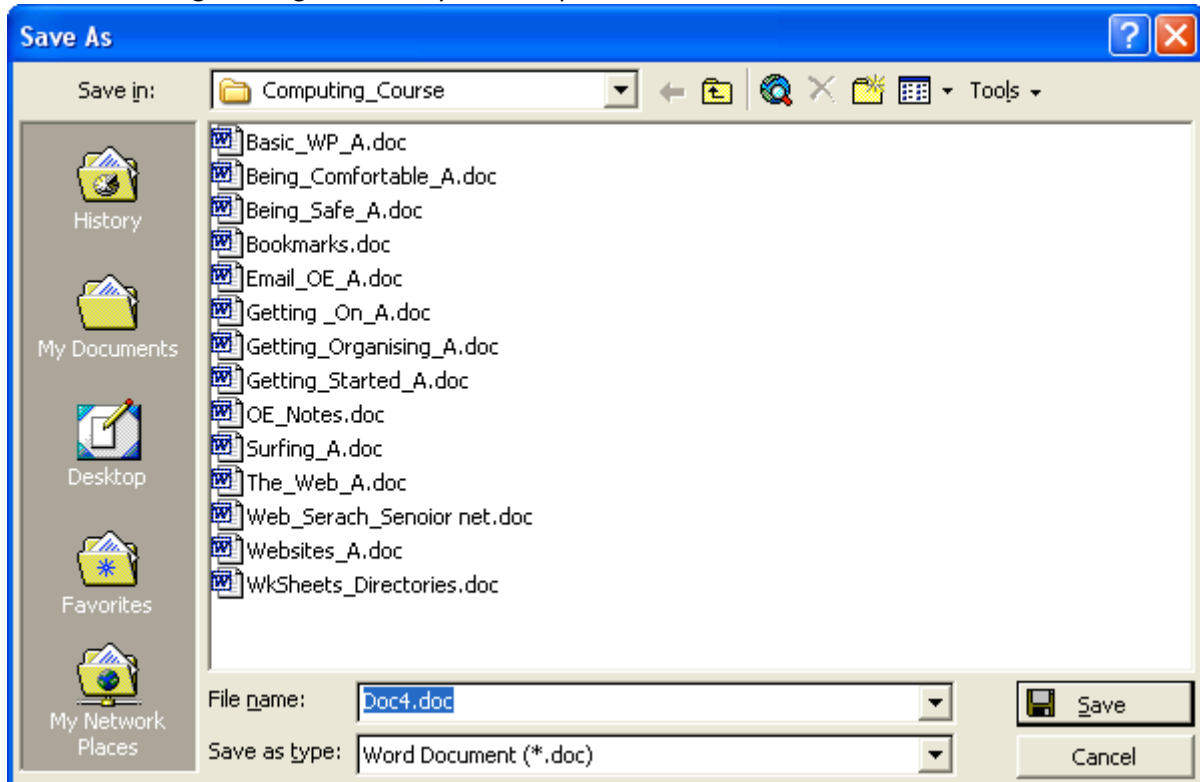 Save As
Save in:
Computing_Course
Tools
History
My Documents
Desktop
Favorites
My Network
Places
Basic_WP_A.doc
Being_Comfortable_A.doc
Being_Safe_A.doc
Bookmarks.doc
Email_OE_A.doc
Getting _On_A.doc
Getting_Organising_A.doc
Getting_Started_A.doc
OE_Notes.doc
Surfing_A.doc
The_Web_A.doc
Web_Serach_Senoior net.doc
Websites_A.doc
WkSheets_Directories.doc
File name:
Doc4.doc
Save
Save as type:
Word Document (*.doc)
Cancel